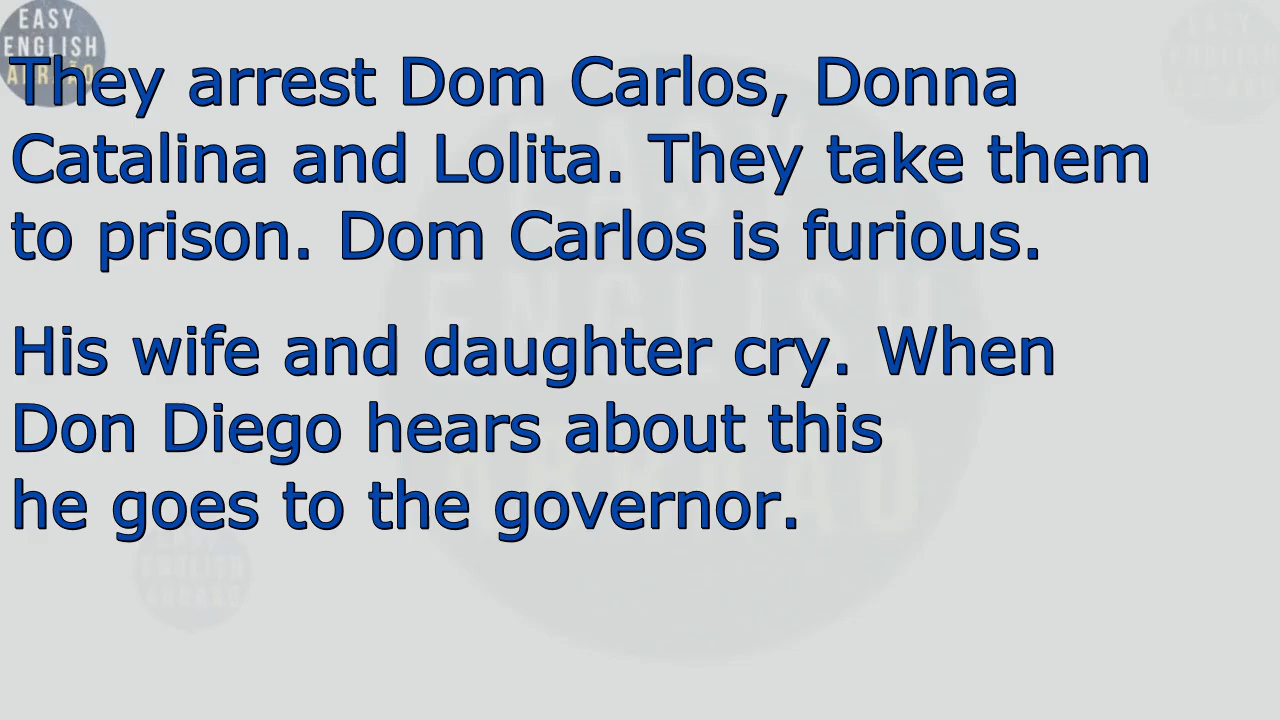 EASY
ENGLISH
They arrest Dom Carlos, Donna
Catalina and Lolita. They take them
to prison. Dom Carlos is furious.
His wife and daughter cry. When
Don Diego hears about this
he goes to the governor.